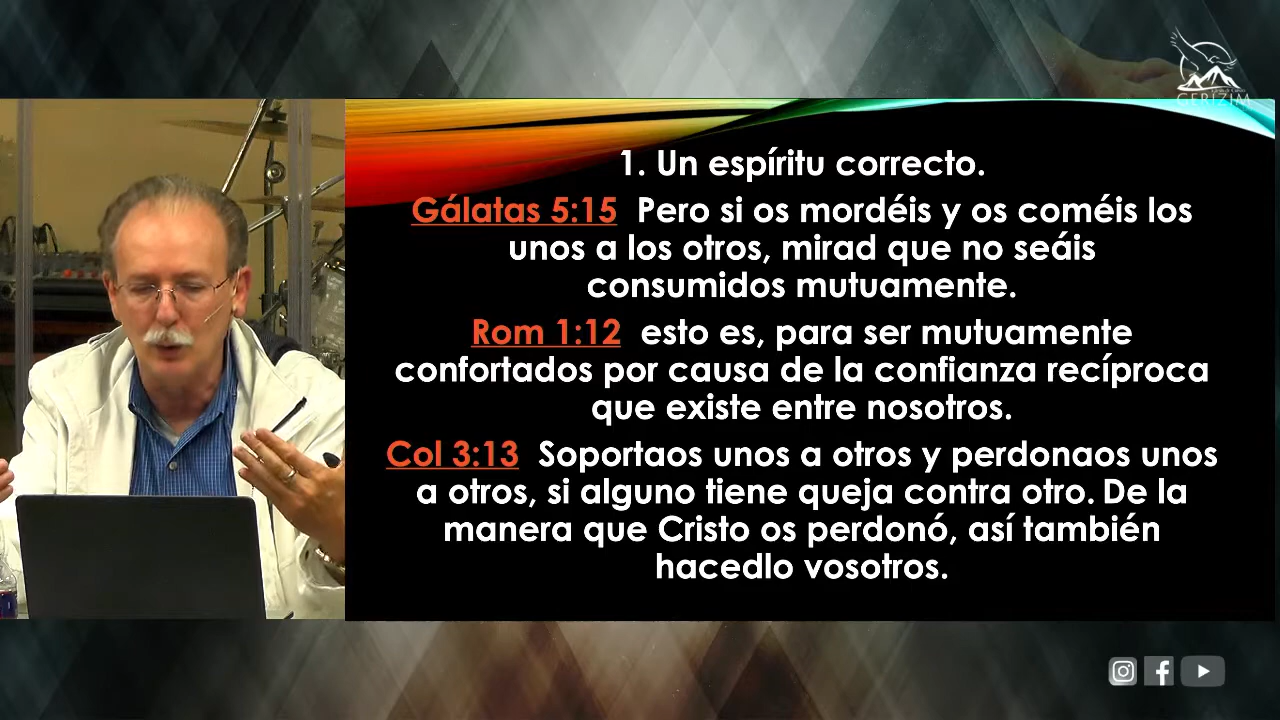 GERIZIM
1. Un espíritu correcto.
Gálatas 5:15 Pero si os mordéis y os coméis los
unos a los otros, mirad que no seáis
consumidos mutuamente.
Rom 1:12 esto es, para ser mutuamente
confortados por causa de la confianza recíproca
que existe entre nosotros.
Col 3:13 Soportaos unos a otros y perdonaos unos
a otros, si alguno tiene queja contra otro. De la
manera que Cristo os perdonó, así también
hacedlo vosotros.